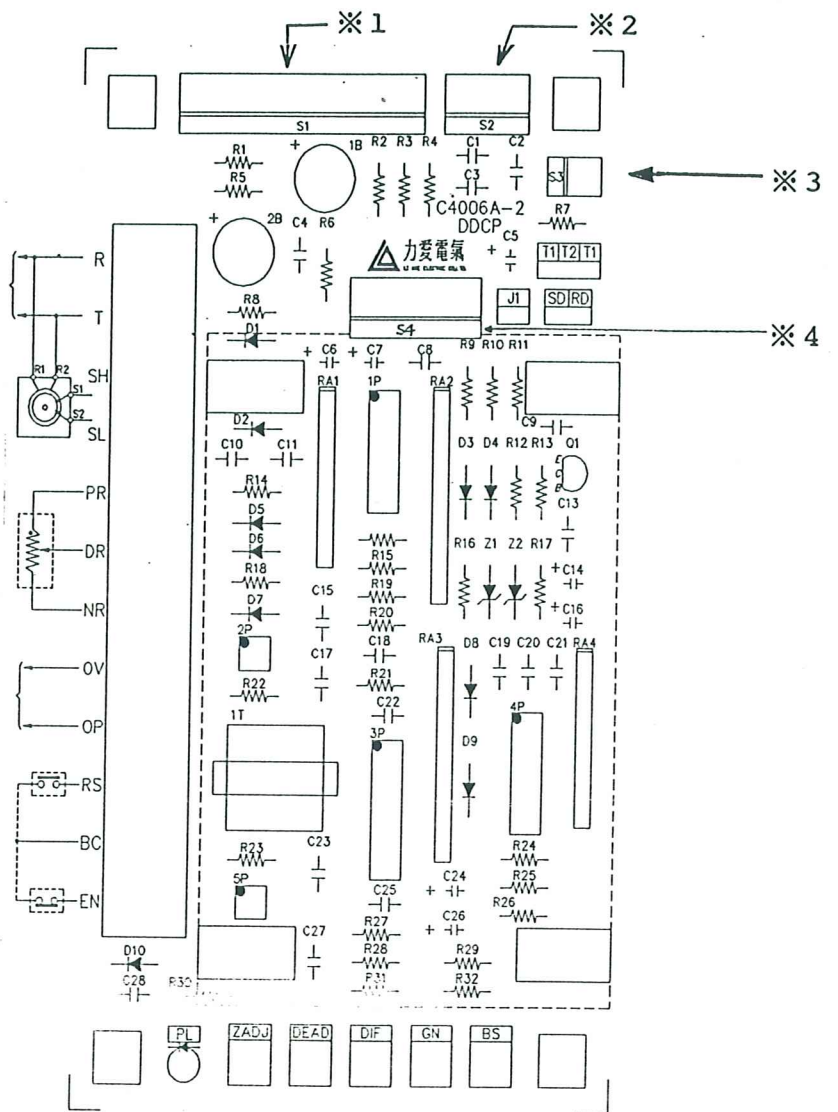 ※1
※2
S1
S2
※3
R1
R5
1B
R2 R3 R4
C1
C3
C2
S3
C4006A-2
DDCP
R7
2B
C4
R6
力愛電氣
C5
T1 T2 T1
R8
D1
S4
J1
SD RD
※4
R
T
R1 R2
S1
S2
SH
SL
PR
DR
NR
OV
OP
RS
BC
EN
C6
C7
C8
R9 R10 R11
RA1
1P
RA2
C9
D2
C10
C11
D3 D4 R12 R13 Q1
E
C
B
R14
C13
D5
D6
R15
R18
R19
R16 Z1 Z2 R17
C14
D7
C15
R20
C16
2P
C17
C18
RA3
D8
C19 C20 C21
RA4
R22
R21
C22
1T
3P
4P
D9
R23
C23
R24
5P
C24
R25
C25
R26
C27
R27
C26
R28
R29
D10
R31
R32
C28
R30
PL
ZADJ
DEAD
DIF
GN
BS